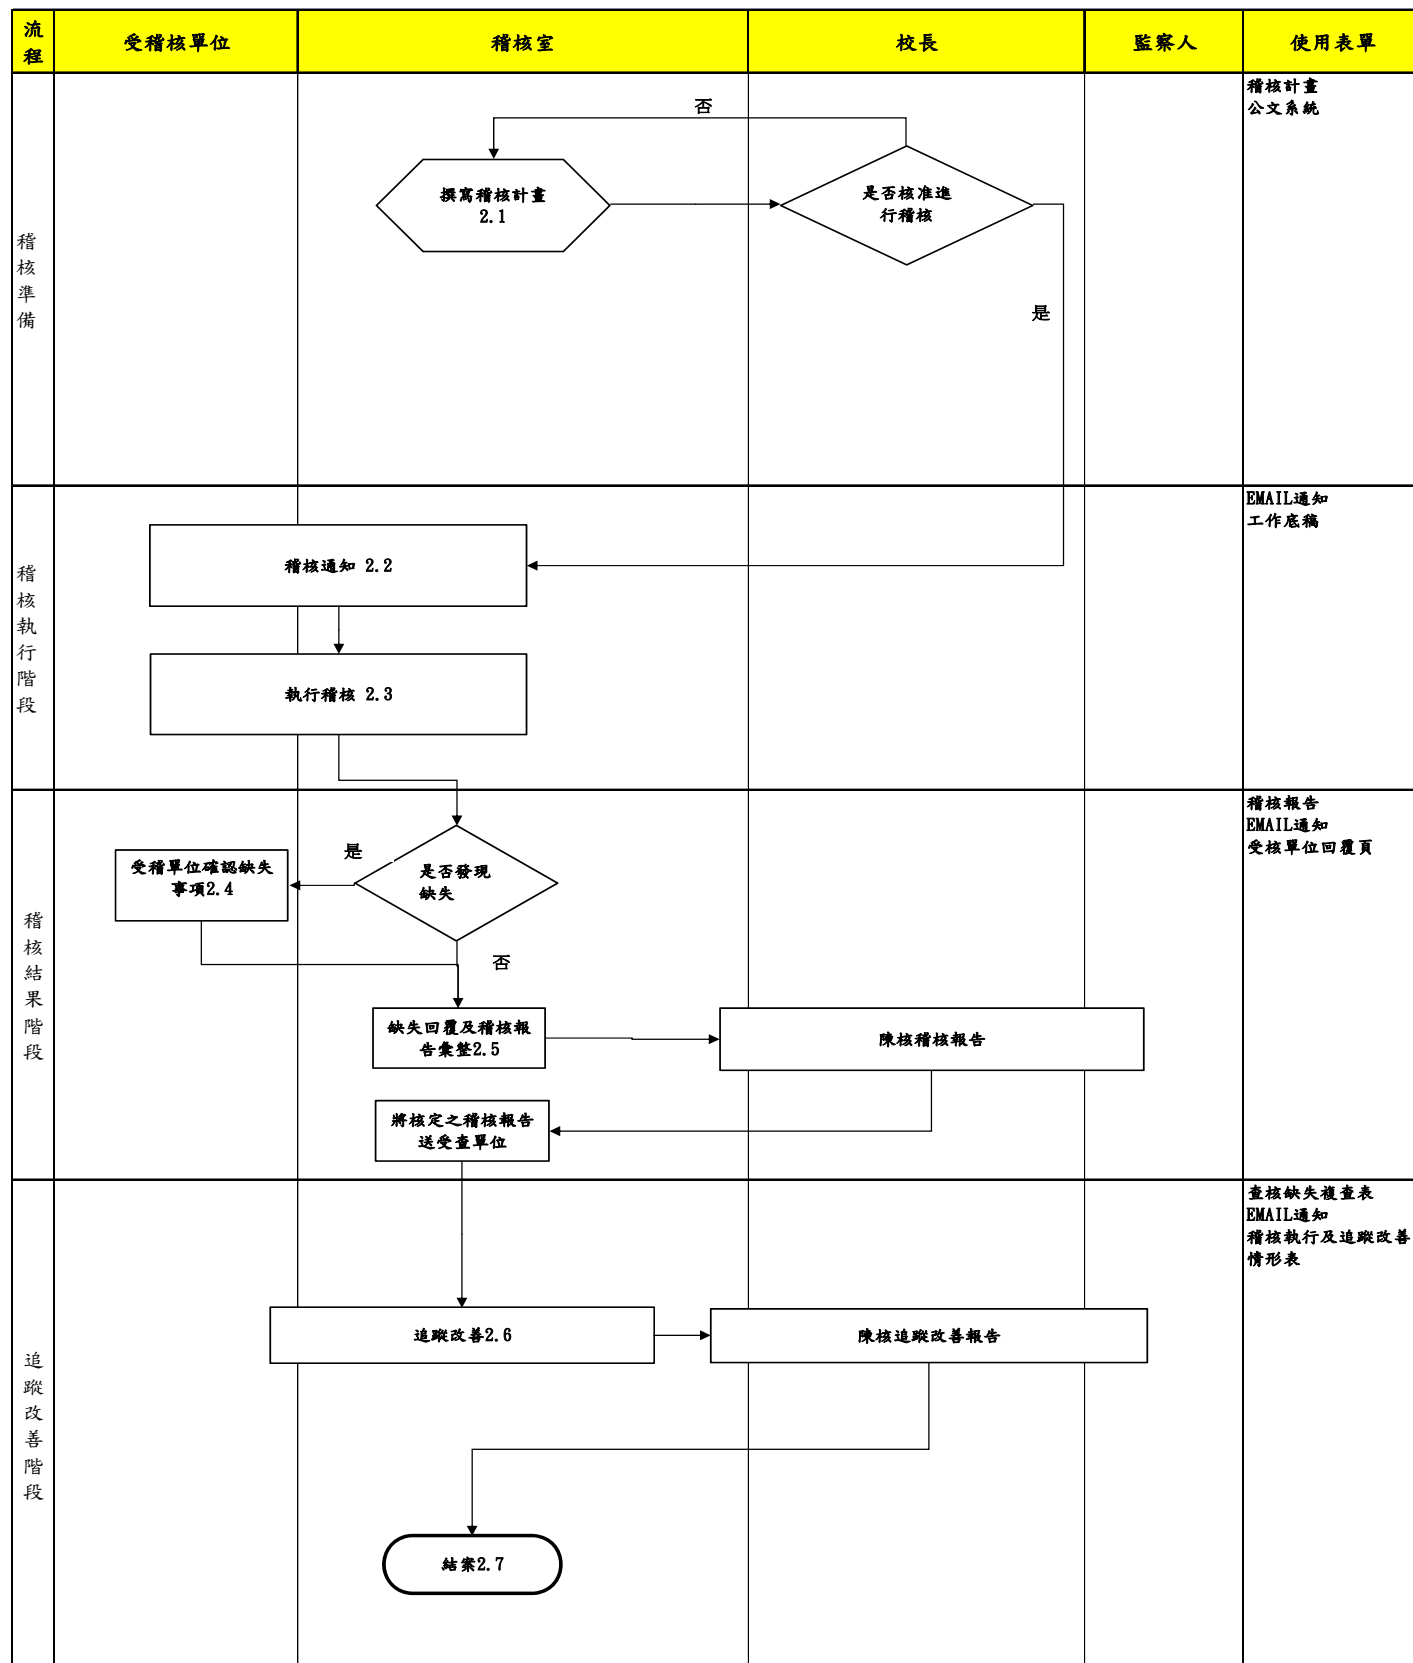 流程
受稽核單位
稽核室
校長
監察人
使用表單
稽核準備
否
撰寫稽核計畫
2.1
是否核准進
行稽核
是
稽核計畫
公文系統
稽核執行階段
稽核通知 2.2
執行稽核 2.3
EMAIL通知
工作底稿
稽核結果階段
受稽單位確認缺失
事項2.4
是
是否發現
缺失
否
缺失回覆及稽核報
告彙整2.5
陳核稽核報告
將核定之稽核報告
送受查單位
稽核報告
EMAIL通知
受核單位回覆頁
追蹤改善階段
追蹤改善2.6
陳核追蹤改善報告
結案2.7
查核缺失複查表
EMAIL通知
稽核執行及追蹤改善
情形表